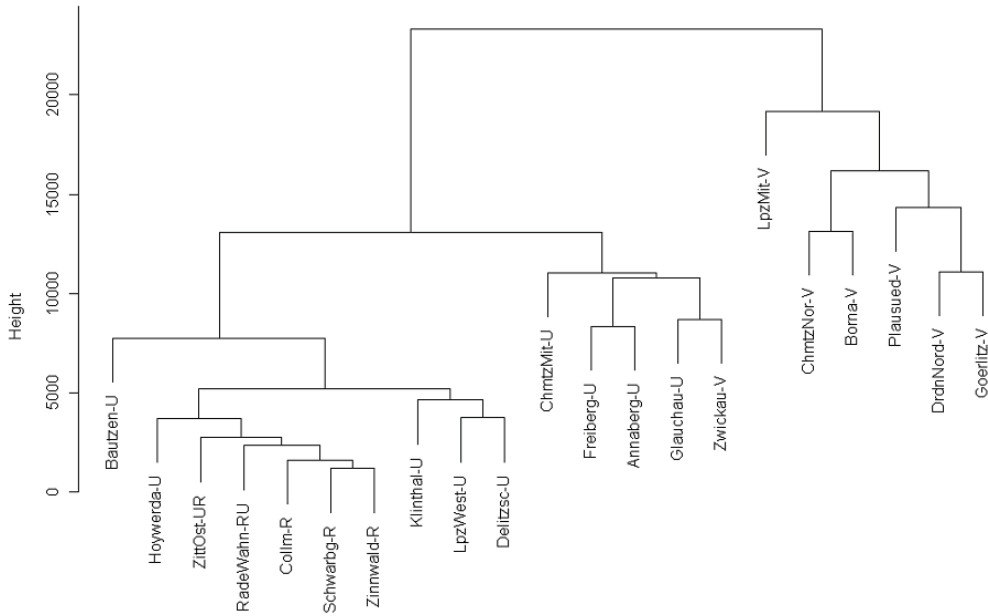 Height
20000
15000
10000
5000
0
Bautzen-U
Hoywerda-U
ZittOst-UR
RadeWahn-RU
Collm-R
Schwarbg-R
Zinnwald-R
Klinthal-U
LpzWest-U
Delitzsc-U
ChmtzMit-U
Freiberg-U
Annaberg-U
Glauchau-U
Zwickau-V
LpzMit-V
ChmtzNor-V
Borna-V
Plausued-V
DrdnNord-V
Goerlitz-V